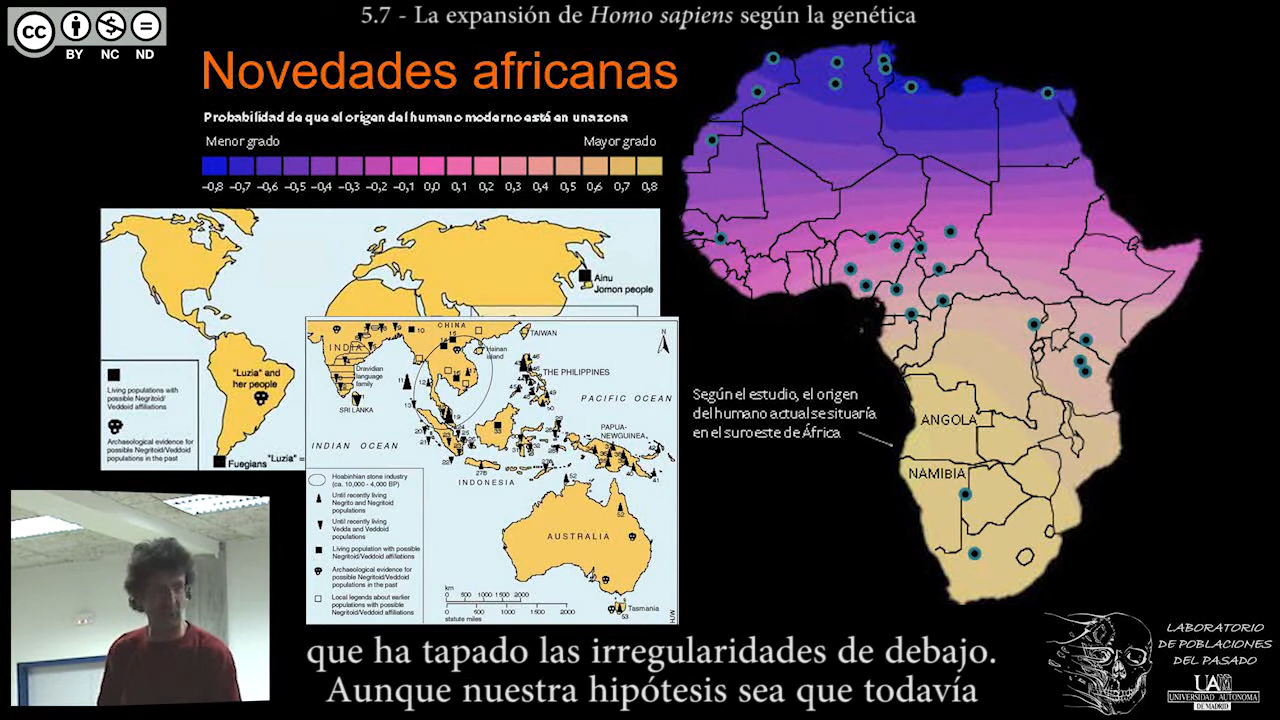 5.7 - La expansión de Homo sapiens según la genética
cc
BY NC ND
Novedades africanas
Probabilidad de que el origen del humano moderno esté en una zona
Menor grado Mayor grado
–0,8 –0,7 –0,6 –0,5 –0,4 –0,3 –0,2 –0,1 0,0 0,1 0,2 0,3 0,4 0,5 0,6 0,7 0,8
Ainu
Jomon people
"Luzia" and
her people
Living populations with
possible Negritoid/
Veddoid affiliations
Archaeological evidence for
possible Negritoid/Veddoid
populations in the past
Fuegians
"Luzia" =
CHINA
TAIWAN
N
INDIA
Hainan
island
Dravidian
language
family
THE PHILIPPINES
SRI LANKA
PACIFIC OCEAN
PAPUA-
NEWGUINEA
INDIAN OCEAN
INDONESIA
Hoabinhian stone industry
(ca. 10,000 - 4,000 BP)
Until recently living
Negrito and Negritoid
populations
Until recently living
Vedda and Veddoid
populations
Living population with possible
Negritoid/Veddoid affiliations
Archaeological evidence for
possible Negritoid/Veddoid
populations in the past
Local legends about earlier
populations with possible
Negritoid/Veddoid affiliations
AUSTRALIA
Tasmania
53
km
0 500 1000 1500 2000
0 500 1000 1500 2000
statute miles
Según el estudio, el origen
del humano actual se situaría
en el suroeste de África
ANGOLA
NAMIBIA
que ha tapado las irregularidades de debajo.
Aunque nuestra hipótesis sea que todavía
LABORATORIO
DE POBLACIONES
DEL PASADO
UAM
UNIVERSIDAD AUTONOMA
DE MADRID